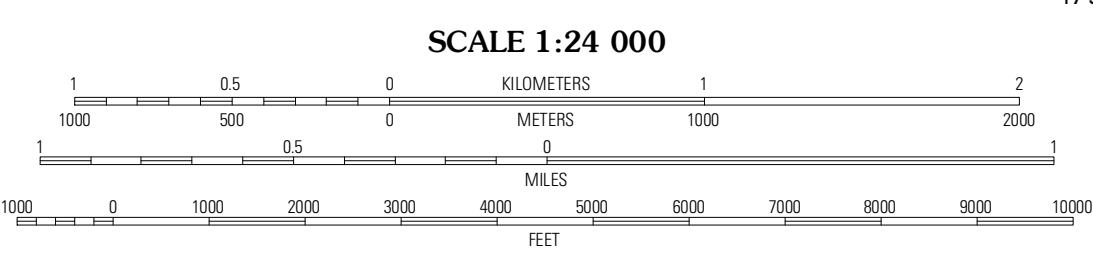 SCALE 1:24 000
1 0.5 0 KILOMETERS 1 2
1000 500 0 METERS 1000 2000
1 0.5 0 1
MILES
1000 0 1000 2000 3000 4000 5000 6000 7000 8000 9000 10000
FEET